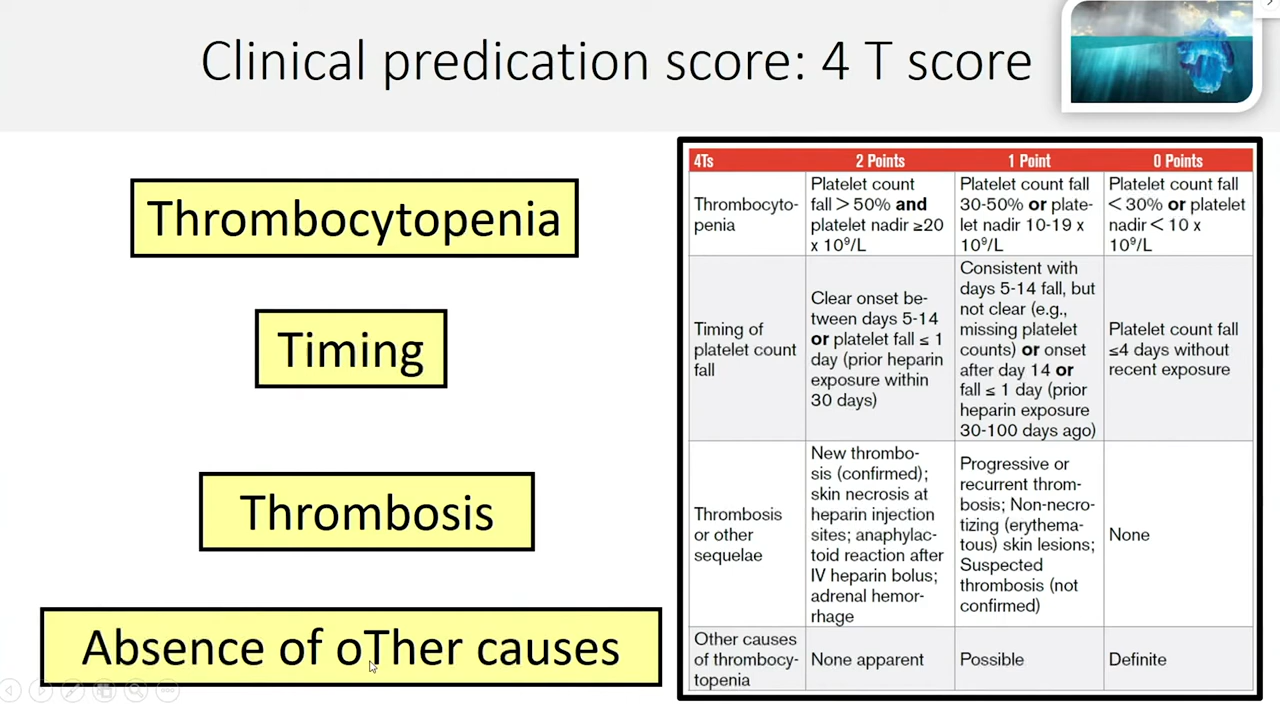 Clinical predication score: 4 T score
Thrombocytopenia
Timing
Thrombosis
Absence of oTher causes
4Ts 2 Points 1 Point 0 Points
Thrombocyto-
penia
Platelet count
fall > 50% and
platelet nadir ≥20
x 10⁹/L
Platelet count fall
30-50% or plate-
let nadir 10-19 x
10⁹/L
Platelet count fall
< 30% or platelet
nadir < 10 x
10⁹/L
Timing of
platelet count
fall
Clear onset be-
tween days 5-14
or platelet fall ≤ 1
day (prior heparin
exposure within
30 days)
Consistent with
days 5-14 fall, but
not clear (e.g.,
missing platelet
counts) or onset
after day 14 or
fall ≤ 1 day (prior
heparin exposure
30-100 days ago)
Platelet count fall
≤4 days without
recent exposure
Thrombosis
or other
sequelae
New thrombo-
sis (confirmed);
skin necrosis at
heparin injection
sites; anaphylac-
toid reaction after
IV heparin bolus;
adrenal hemor-
rhage
Progressive or
recurrent throm-
bosis; Non-necro-
tizing (erythema-
tous) skin lesions;
Suspected
thrombosis (not
confirmed)
None
Other causes
of thrombocy-
topenia
None apparent
Possible
Definite